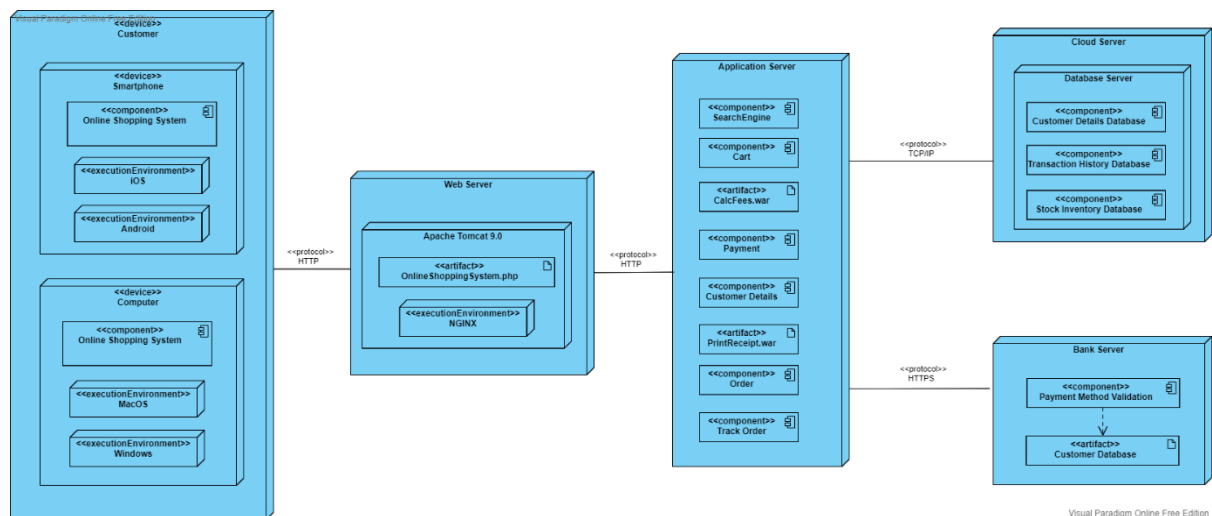 Visual Paradigm Online Free Edition
<<device>>
Customer
<<device>>
Smartphone
<<component>>
Online Shopping System
<<executionEnvironment>>
iOS
<<executionEnvironment>>
Android
<<device>>
Computer
<<component>>
Online Shopping System
<<executionEnvironment>>
MacOS
<<executionEnvironment>>
Windows
<<protocol>>
HTTP
Web Server
Apache Tomcat 9.0
<<artifact>>
OnlineShoppingSystem.php
<<executionEnvironment>>
NGINX
<<protocol>>
HTTP
Application Server
<<component>>
SearchEngine
<<component>>
Cart
<<artifact>>
CalcFees.war
<<component>>
Payment
<<component>>
Customer Details
<<artifact>>
PrintReceipt.war
<<component>>
Order
<<component>>
Track Order
<<protocol>>
TCP/IP
Cloud Server
Database Server
<<component>>
Customer Details Database
<<component>>
Transaction History Database
<<component>>
Stock Inventory Database
<<protocol>>
HTTPS
Bank Server
<<component>>
Payment Method Validation
<<artifact>>
Customer Database
Visual Paradigm Online Free Edition